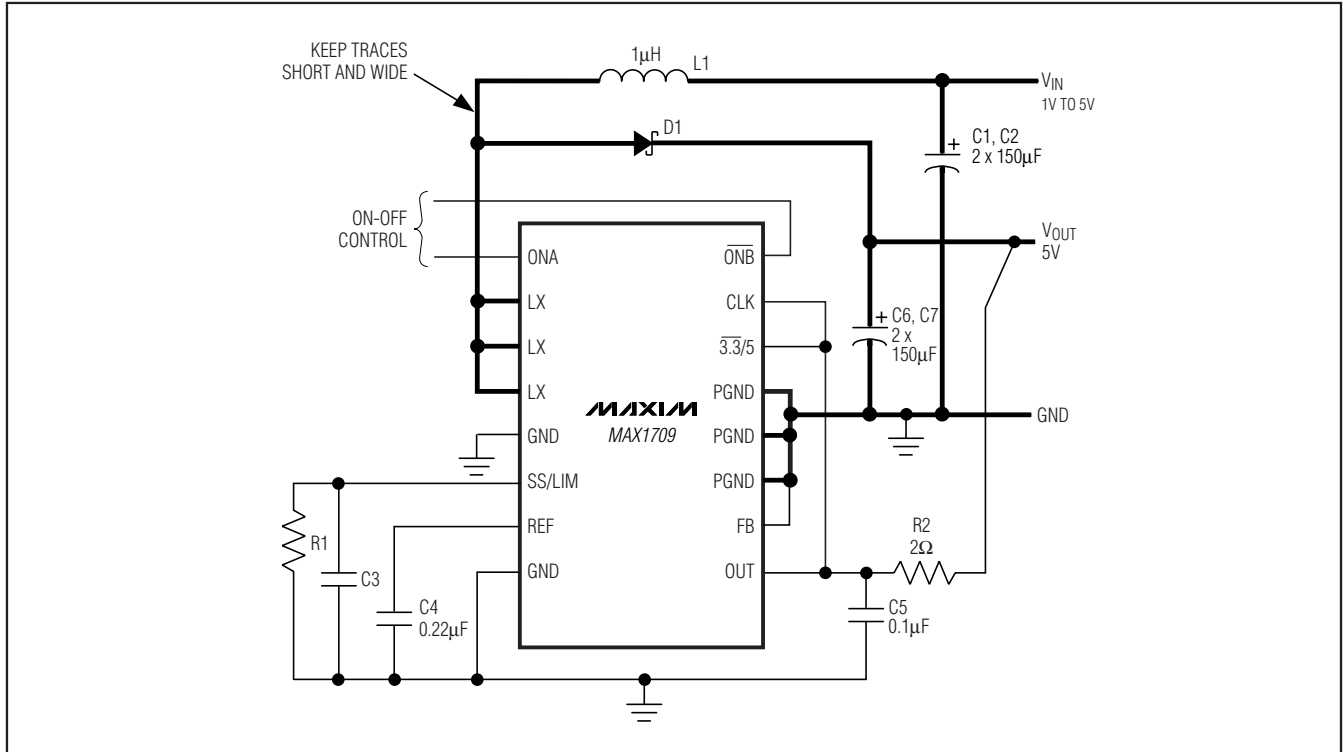 KEEP TRACES
SHORT AND WIDE
1µH
L1
VIN
1V TO 5V
D1
+
C1, C2
2 x 150µF
ON-OFF
CONTROL
VOUT
5V
ONA
ONB
LX
CLK
+
C6, C7
2 x
150µF
LX
3.3/5
LX
PGND
MAXIM
MAX1709
GND
GND
PGND
SS/LIM
PGND
REF
FB
R1
C3
R2
2Ω
GND
OUT
C4
0.22µF
C5
0.1µF